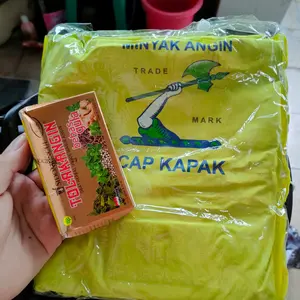 MINYAK ANGIN
TRADE
MARK
CAP KAPAK
TOLAK ANGIN